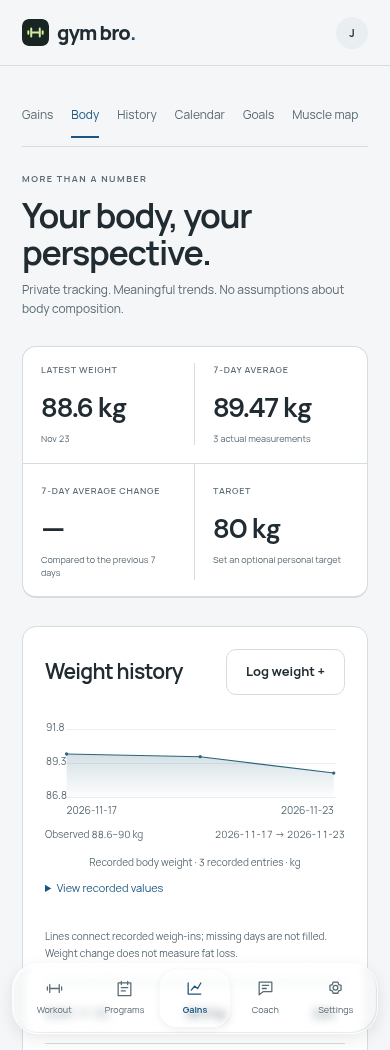 gym bro.
J
Gains Body History Calendar Goals Muscle map
MORE THAN A NUMBER
Your body, your
perspective.
Private tracking. Meaningful trends. No assumptions about
body composition.
LATEST WEIGHT
88.6 kg
Nov 23
7-DAY AVERAGE
89.47 kg
3 actual measurements
7-DAY AVERAGE CHANGE
—
Compared to the previous 7
days
TARGET
80 kg
Set an optional personal target
Weight history
Log weight +
91.8
89.3
86.8
2026-11-17 2026-11-23
Observed 88.6–90 kg 2026-11-17 → 2026-11-23
Recorded body weight · 3 recorded entries · kg
▶ View recorded values
Lines connect recorded weigh-ins; missing days are not filled.
Weight change does not measure fat loss.
Workout Programs Gains Coach Settings